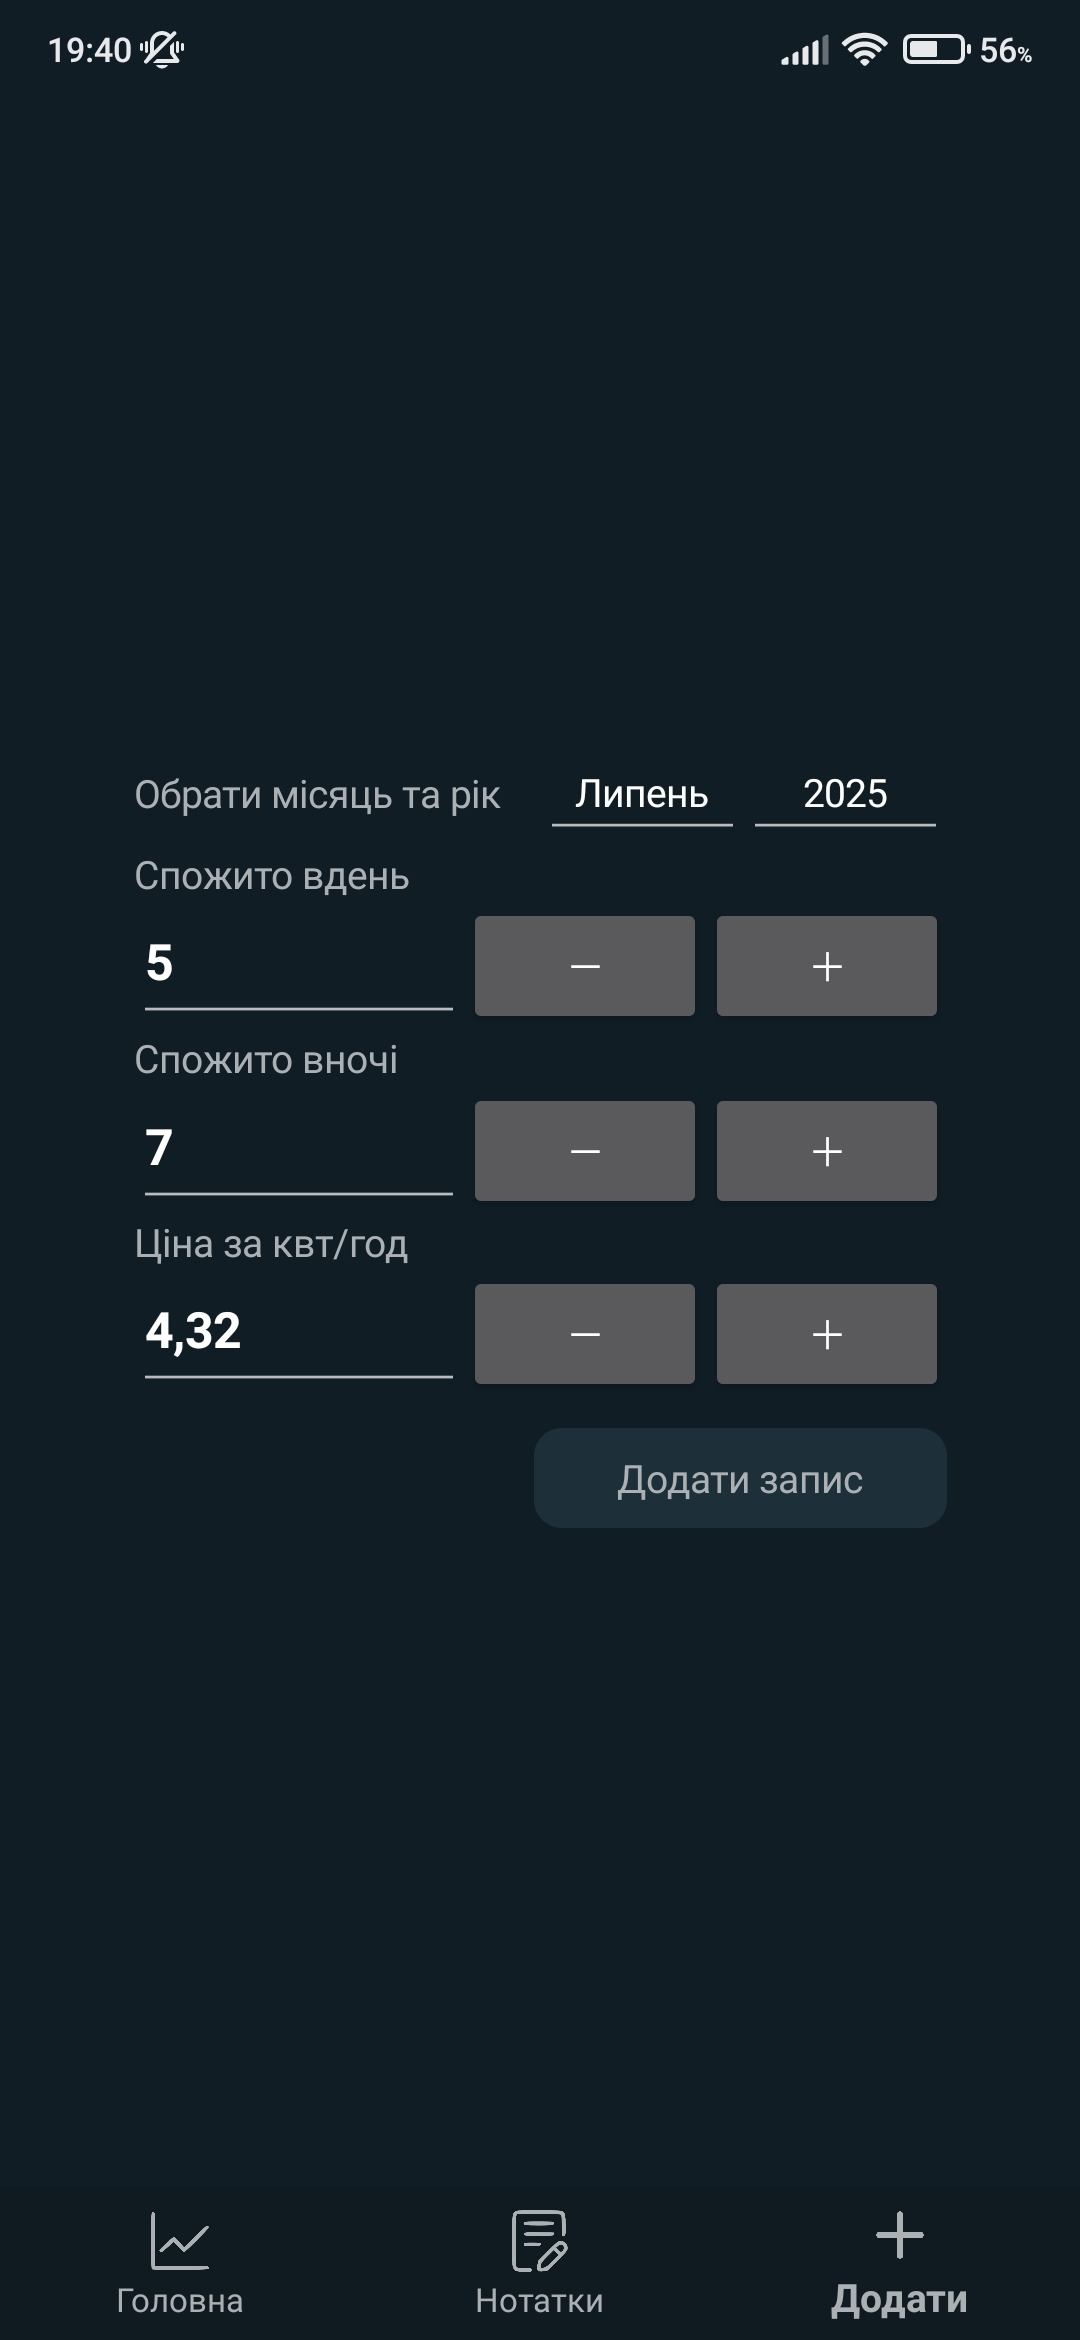 19:40 56%
Обрати місяць та рік Липень 2025
Спожито вдень
5 − +
Спожито вночі
7 − +
Ціна за квт/год
4,32 − +
Додати запис
Головна Нотатки Додати